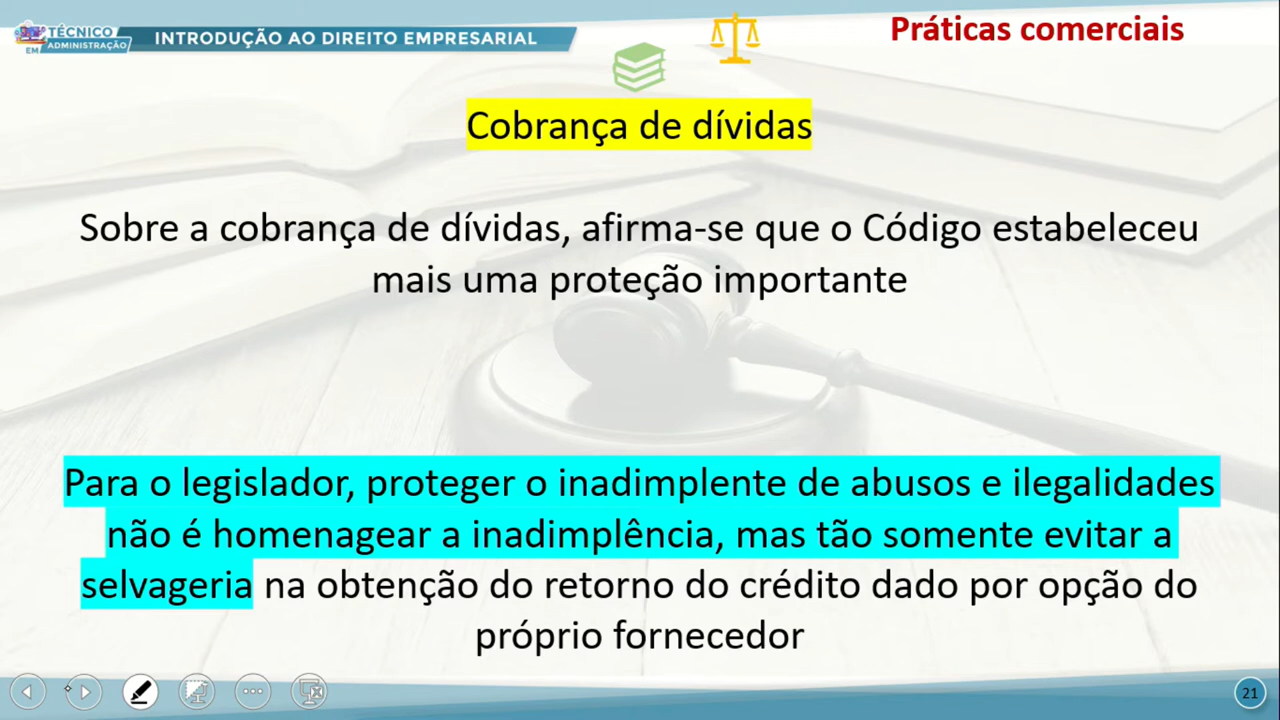 TÉCNICO
EM ADMINISTRAÇÃO
INTRODUÇÃO AO DIREITO EMPRESARIAL
Práticas comerciais
Cobrança de dívidas
Sobre a cobrança de dívidas, afirma-se que o Código estabeleceu
mais uma proteção importante
Para o legislador, proteger o inadimplente de abusos e ilegalidades
não é homenagear a inadimplência, mas tão somente evitar a
selvageria na obtenção do retorno do crédito dado por opção do
próprio fornecedor
21